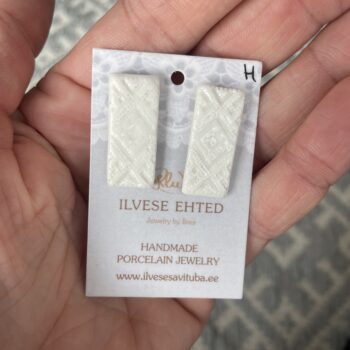 H
ILVESE EHTED
Jewelry by Ilves
HANDMADE
PORCELAIN JEWELRY
www.ilvesesavituba.ee